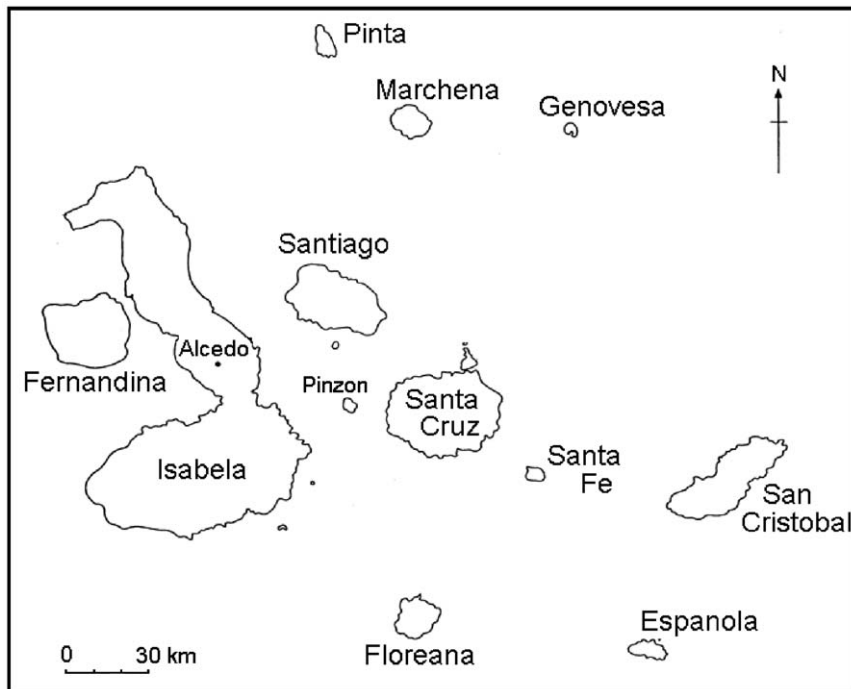 Pinta
Marchena
Genovesa
N
Santiago
Alcedo
Fernandina
Pinzon
Santa
Cruz
Isabela
Santa
Fe
San
Cristobal
Espanola
Floreana
0 30 km